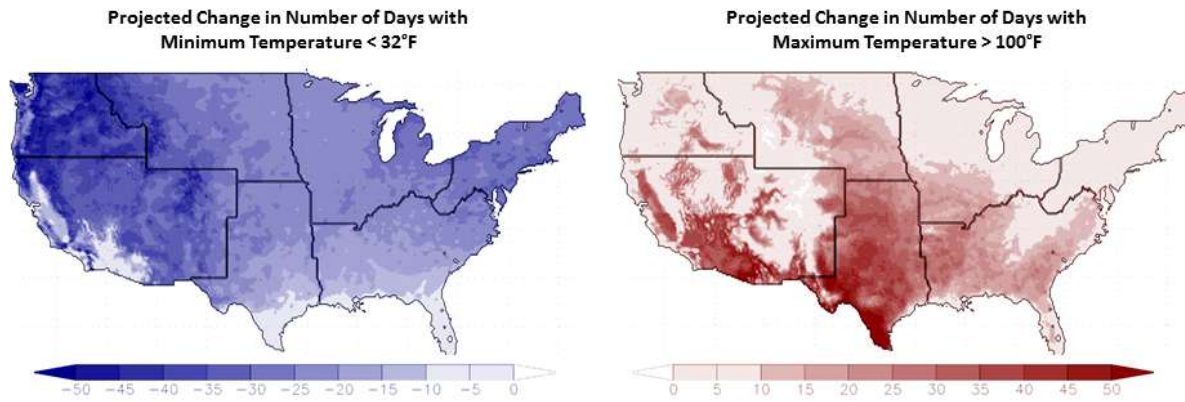 Projected Change in Number of Days with
Minimum Temperature < 32°F
-50 -45 -40 -35 -30 -25 -20 -15 -10 -5 0
Projected Change in Number of Days with
Maximum Temperature > 100°F
0 5 10 15 20 25 30 35 40 45 50